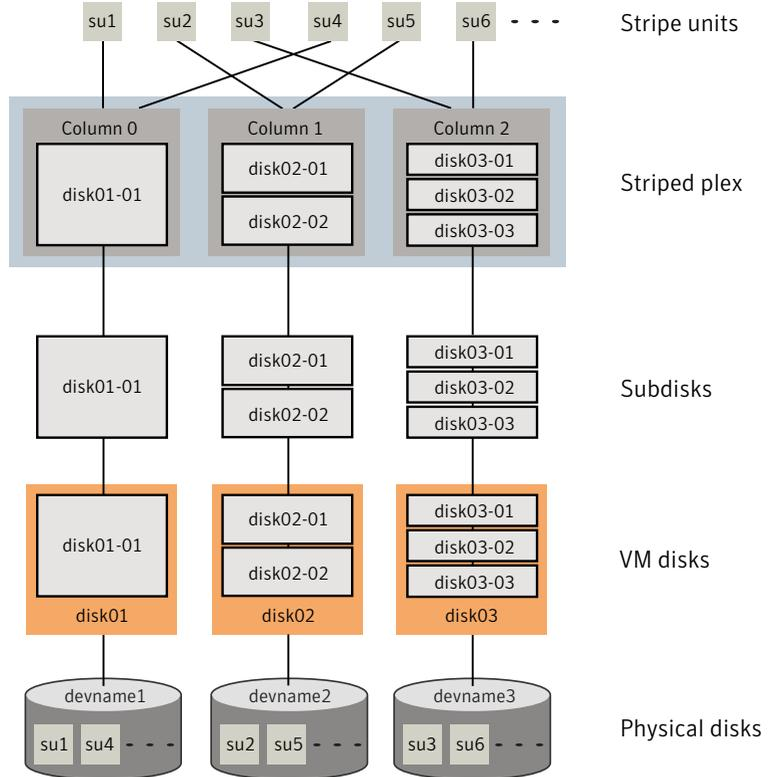 su1 su2 su3 su4 su5 su6 - - - Stripe units
Column 0 Column 1 Column 2
disk01-01
disk02-01
disk02-02
disk03-01
disk03-02
disk03-03
Striped plex
disk01-01
disk02-01
disk02-02
disk03-01
disk03-02
disk03-03
Subdisks
disk01-01
disk02-01
disk02-02
disk03-01
disk03-02
disk03-03
VM disks
disk01 disk02 disk03
devname1 devname2 devname3
su1 su4 - - - su2 su5 - - - su3 su6 - - -
Physical disks